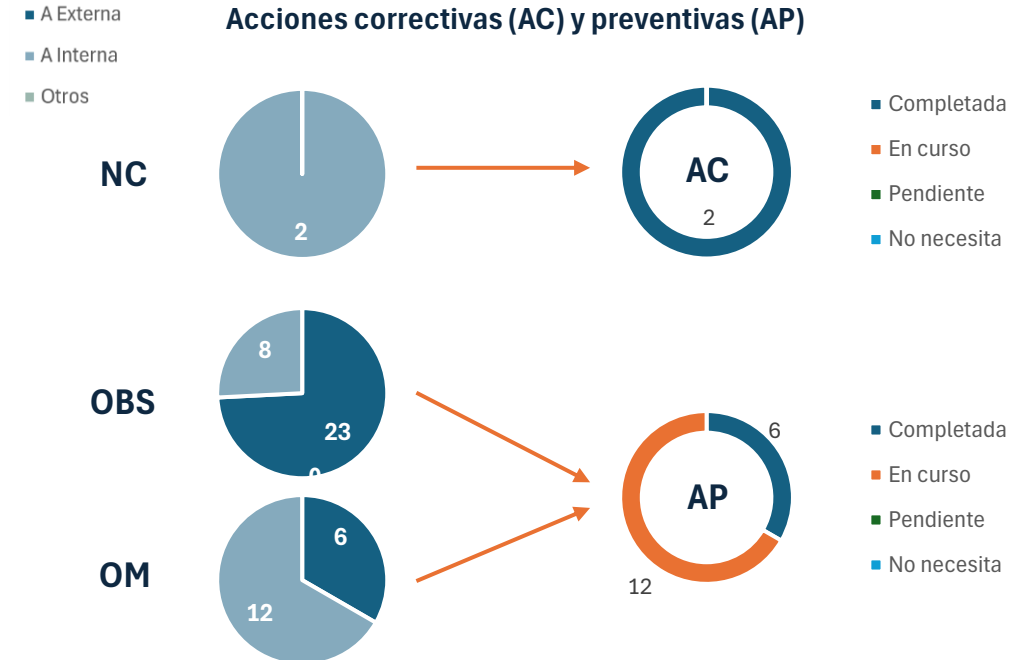 Acciones correctivas (AC) y preventivas (AP)
A Externa
A Interna
Otros
NC
2
AC
2
Completada
En curso
Pendiente
No necesita
OBS
8
23
0
OM
6
12
AP
6
12
Completada
En curso
Pendiente
No necesita